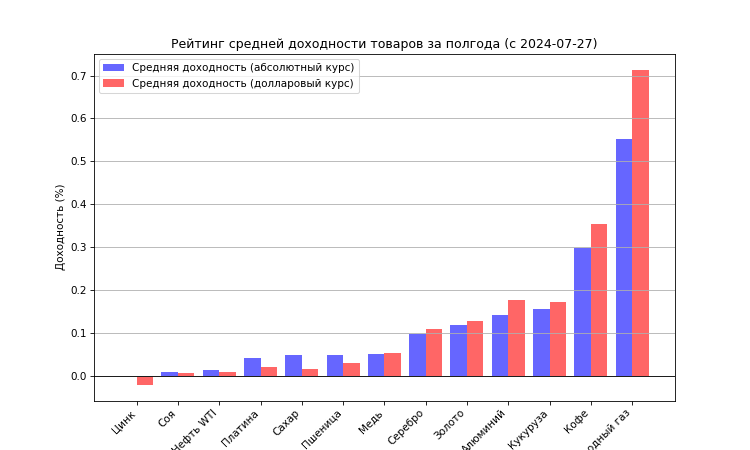 Рейтинг средней доходности товаров за полгода (с 2024-07-27)
Средняя доходность (абсолютный курс)
Средняя доходность (долларовый курс)
Доходность (%)
0.7
0.6
0.5
0.4
0.3
0.2
0.1
0.0
Цинк
Соя
Нефть WTI
Платина
Сахар
Пшеница
Медь
Серебро
Золото
Алюминий
Кукуруза
Кофе
газ